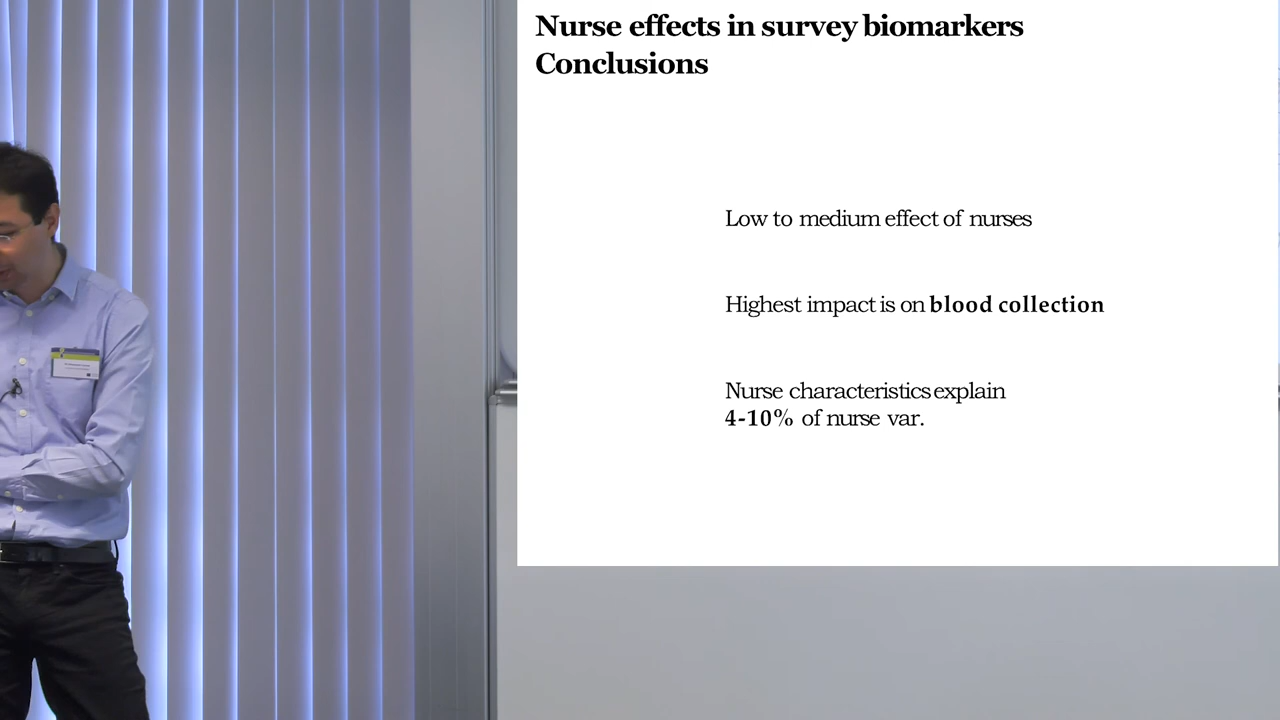 Nurse effects in survey biomarkers
Conclusions
Low to medium effect of nurses
Highest impact is on blood collection
Nurse characteristics explain
4-10% of nurse var.